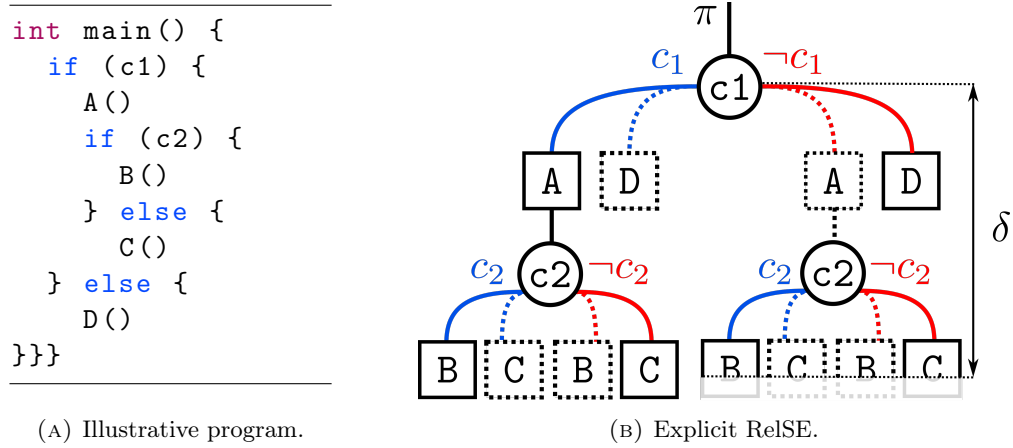 int main() {
if (c1) {
A()
if (c2) {
B()
} else {
C()
} else {
D()
}}}
(A) Illustrative program.
π
c₁ ¬c₁
c1
A D A D
δ
c₂ ¬c₂ c₂ ¬c₂
c2 c2
B C B C B C B C
(B) Explicit RelSE.